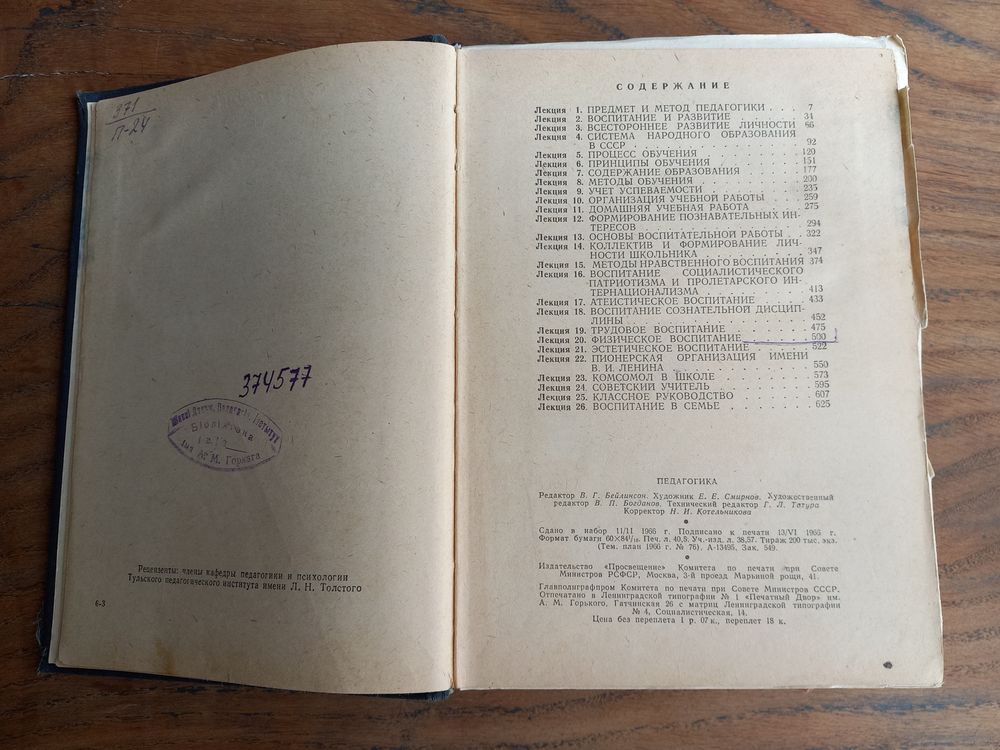 371
П-24
374577
Бібліотека
ім. О. М. Горького
Рецензенты: члены кафедры педагогики и психологии
Тульского педагогического института имени Л. Н. Толстого
6-3
СОДЕРЖАНИЕ
Лекция 1. ПРЕДМЕТ И МЕТОД ПЕДАГОГИКИ . . . 7
Лекция 2. ВОСПИТАНИЕ И РАЗВИТИЕ . . . . . . 34
Лекция 3. ВСЕСТОРОННЕЕ РАЗВИТИЕ ЛИЧНОСТИ 66
Лекция 4. СИСТЕМА НАРОДНОГО ОБРАЗОВАНИЯ
В СССР . . . . . . . . . . . . . 92
Лекция 5. ПРОЦЕСС ОБУЧЕНИЯ . . . . . . . . 120
Лекция 6. ПРИНЦИПЫ ОБУЧЕНИЯ . . . . . . . 151
Лекция 7. СОДЕРЖАНИЕ ОБРАЗОВАНИЯ . . . . . 177
Лекция 8. МЕТОДЫ ОБУЧЕНИЯ . . . . . . . . 200
Лекция 9. УЧЕТ УСПЕВАЕМОСТИ . . . . . . . 235
Лекция 10. ОРГАНИЗАЦИЯ УЧЕБНОЙ РАБОТЫ . . . 259
Лекция 11. ДОМАШНЯЯ УЧЕБНАЯ РАБОТА . . . . 275
Лекция 12. ФОРМИРОВАНИЕ ПОЗНАВАТЕЛЬНЫХ ИН-
ТЕРЕСОВ . . . . . . . . . . . . 294
Лекция 13. ОСНОВЫ ВОСПИТАТЕЛЬНОЙ РАБОТЫ . . 322
Лекция 14. КОЛЛЕКТИВ И ФОРМИРОВАНИЕ ЛИЧ-
НОСТИ ШКОЛЬНИКА . . . . . . . . 347
Лекция 15. МЕТОДЫ НРАВСТВЕННОГО ВОСПИТАНИЯ 374
Лекция 16. ВОСПИТАНИЕ СОЦИАЛИСТИЧЕСКОГО
ПАТРИОТИЗМА И ПРОЛЕТАРСКОГО ИН-
ТЕРНАЦИОНАЛИЗМА . . . . . . . . 413
Лекция 17. АТЕИСТИЧЕСКОЕ ВОСПИТАНИЕ . . . . 433
Лекция 18. ВОСПИТАНИЕ СОЗНАТЕЛЬНОЙ ДИСЦИП-
ЛИНЫ . . . . . . . . . . . . . 452
Лекция 19. ТРУДОВОЕ ВОСПИТАНИЕ . . . . . . 475
Лекция 20. ФИЗИЧЕСКОЕ ВОСПИТАНИЕ . . . . . 500
Лекция 21. ЭСТЕТИЧЕСКОЕ ВОСПИТАНИЕ . . . . 522
Лекция 22. ПИОНЕРСКАЯ ОРГАНИЗАЦИЯ ИМЕНИ
В. И. ЛЕНИНА . . . . . . . . . . 550
Лекция 23. КОМСОМОЛ В ШКОЛЕ . . . . . . . 573
Лекция 24. СОВЕТСКИЙ УЧИТЕЛЬ . . . . . . . 595
Лекция 25. КЛАССНОЕ РУКОВОДСТВО . . . . . . 607
Лекция 26. ВОСПИТАНИЕ В СЕМЬЕ . . . . . . . 625
ПЕДАГОГИКА
Редактор В. Г. Бейлинсон. Художник Е. Е. Смирнов. Художественный
редактор В. П. Богданов. Технический редактор Г. Л. Татура
Корректор Н. И. Котельникова
Сдано в набор 11/II 1966 г. Подписано к печати 13/VI 1966 г.
Формат бумаги 60×84¹/₁₆. Печ. л. 40,5. Уч.-изд. л. 38,57. Тираж 200 тыс. экз.
(Тем. план 1966 г. № 76). А-13495. Зак. 549.
Издательство «Просвещение» Комитета по печати при Совете
Министров РСФСР, Москва, 3-й проезд Марьиной рощи, 41.
Главполиграфпром Комитета по печати при Совете Министров СССР.
Отпечатано в Ленинградской типографии № 1 «Печатный Двор» им.
А. М. Горького, Гатчинская 26 с матриц Ленинградской типографии
№ 4, Социалистическая, 14.
Цена без переплета 1 р. 07 к., переплет 18 к.